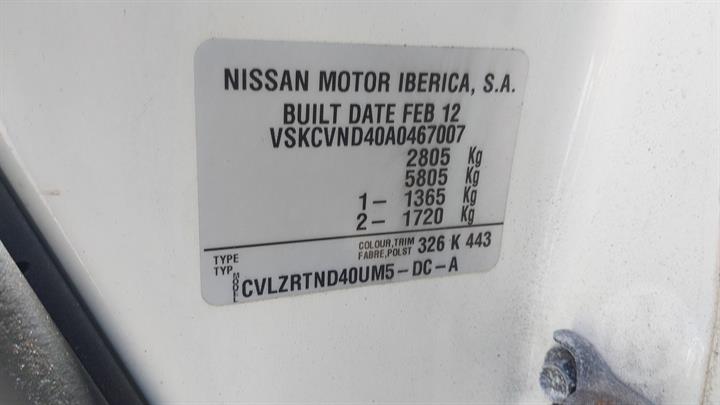 NISSAN MOTOR IBERICA, S.A.
BUILT DATE FEB 12
VSKCVND40A0467007
2805 Kg
5805 Kg
1- 1365 Kg
2- 1720 Kg
TYPE
TYP
COLOUR,TRIM
FABRE,POLST
326 K 443
MODELL
CVLZRTND40UM5-DC-A